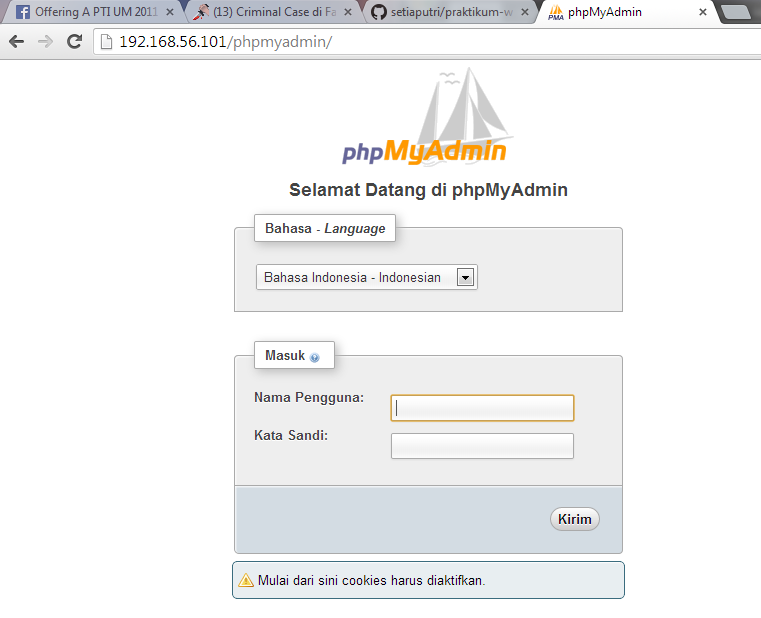 Offering A PTI UM 2011
(13) Criminal Case di Fa
setiaputri/praktikum-w
PMA phpMyAdmin
192.168.56.101/phpmyadmin/
phpMyAdmin
Selamat Datang di phpMyAdmin
Bahasa - Language
Bahasa Indonesia - Indonesian
Masuk
Nama Pengguna:
Kata Sandi:
Kirim
Mulai dari sini cookies harus diaktifkan.